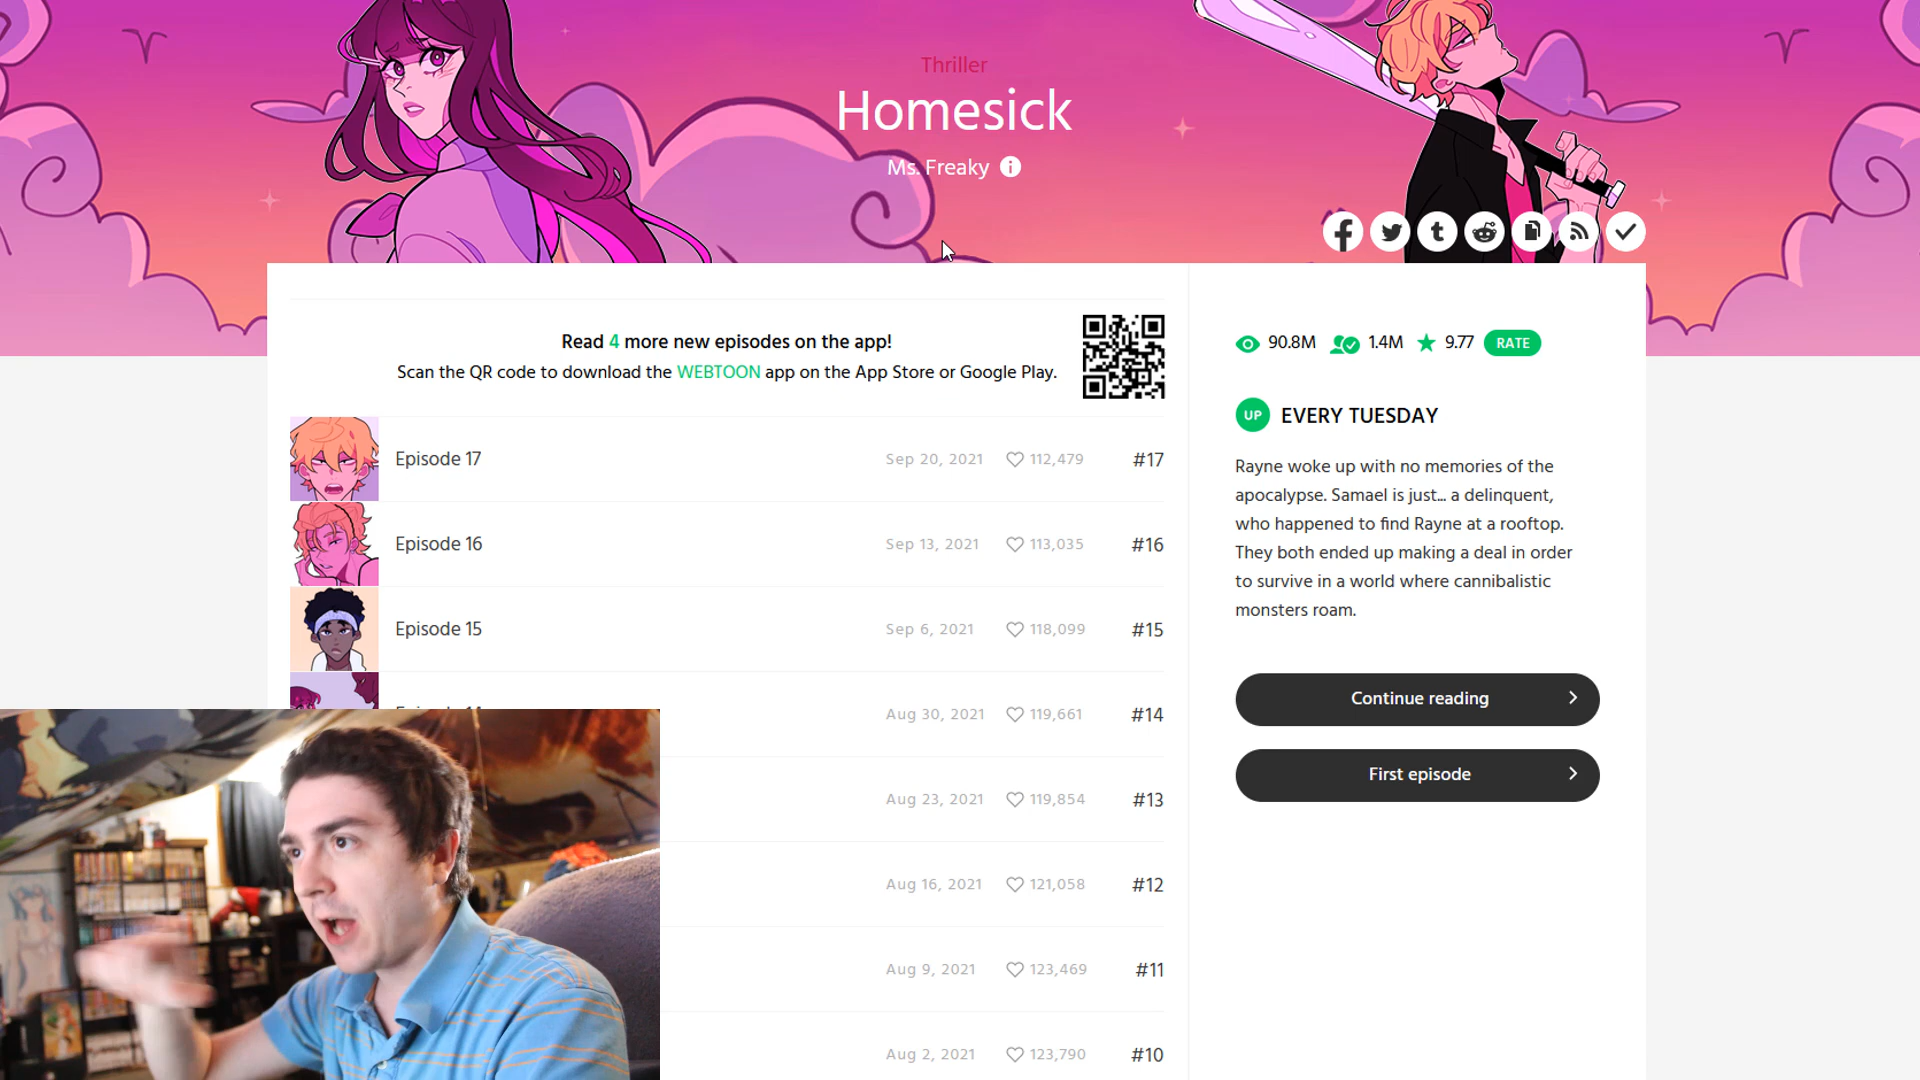 Thriller
Homesick
Ms. Freaky
Read 4 more new episodes on the app!
Scan the QR code to download the WEBTOON app on the App Store or Google Play.
Episode 17 Sep 20, 2021 112,479 #17
Episode 16 Sep 13, 2021 113,035 #16
Episode 15 Sep 6, 2021 118,099 #15
Aug 30, 2021 119,661 #14
Aug 23, 2021 119,854 #13
Aug 16, 2021 121,058 #12
Aug 9, 2021 123,469 #11
Aug 2, 2021 123,790 #10
90.8M 1.4M 9.77 RATE
UP EVERY TUESDAY
Rayne woke up with no memories of the
apocalypse. Samael is just... a delinquent,
who happened to find Rayne at a rooftop.
They both ended up making a deal in order
to survive in a world where cannibalistic
monsters roam.
Continue reading
First episode